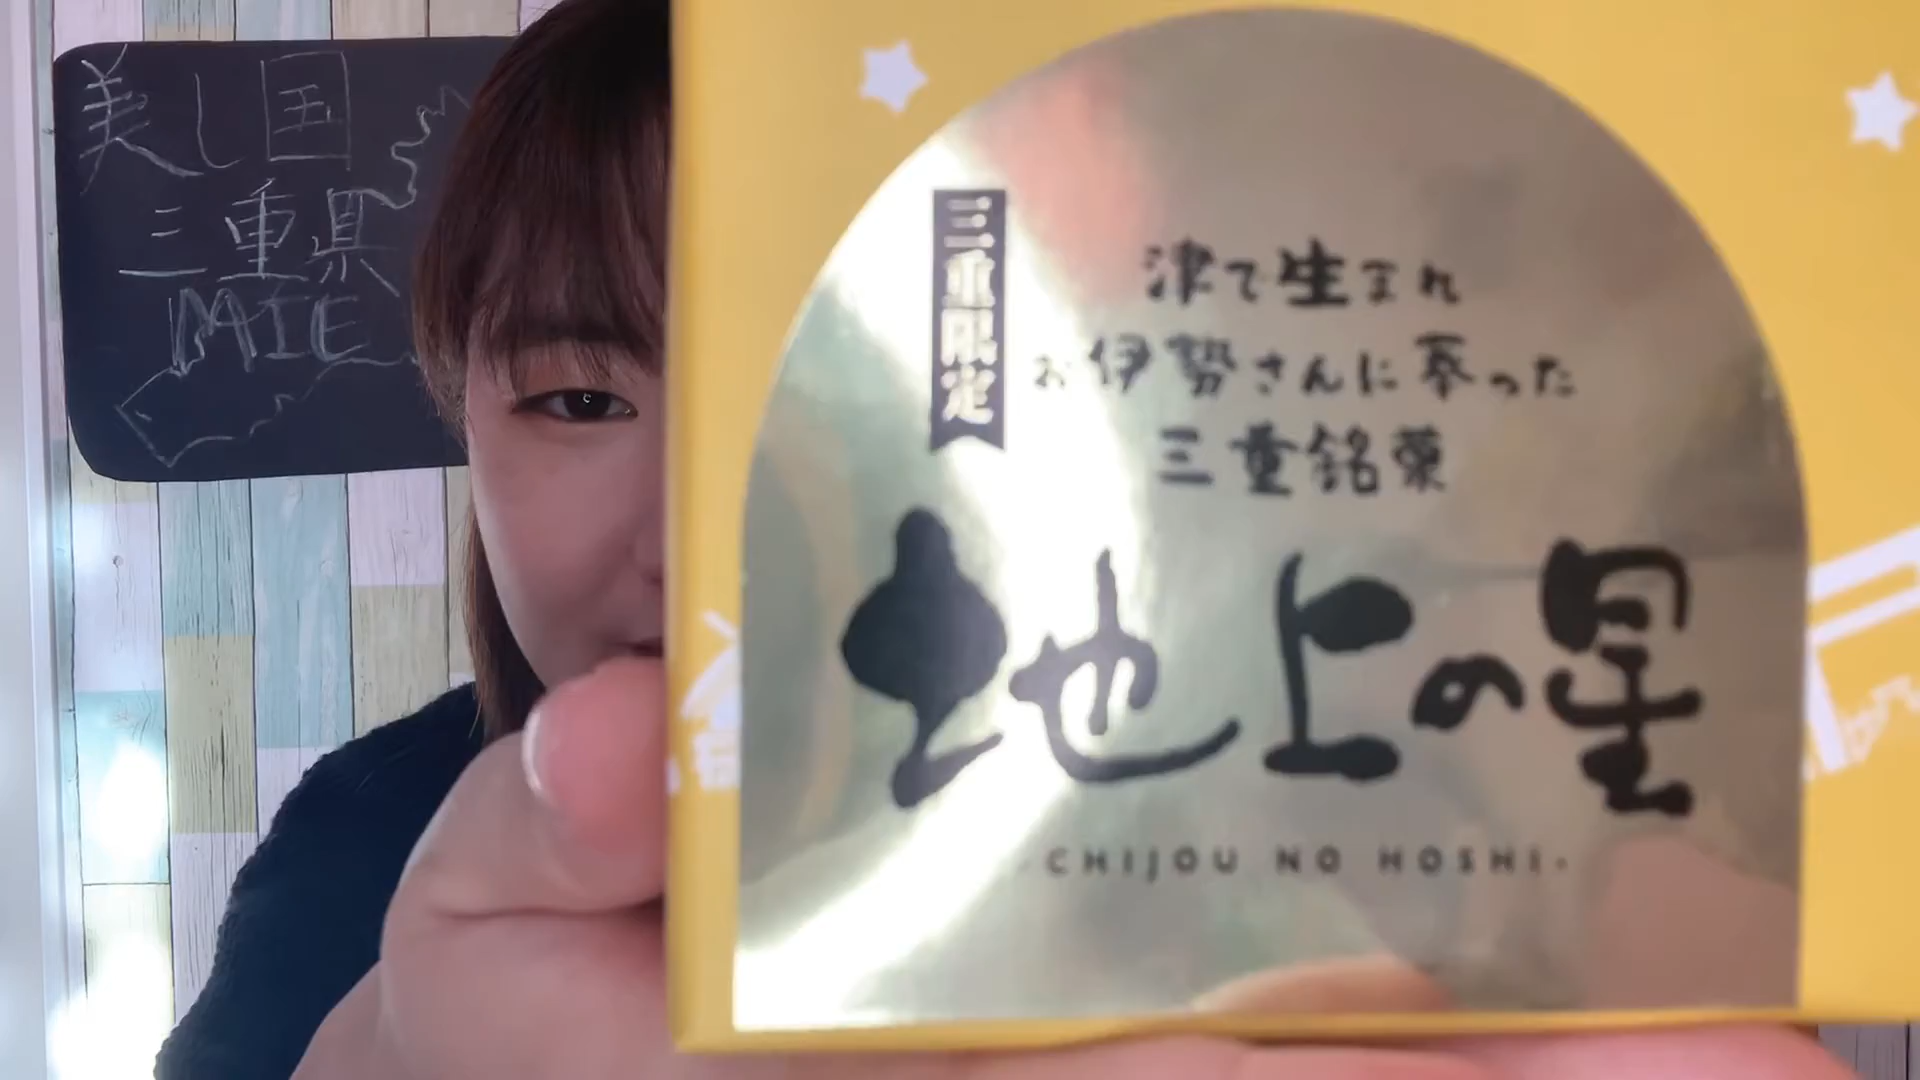 美し国
三重県
MIE
三重限定
津で生まれ
お伊勢さんに奉った
三重銘菓
地上の星
CHIJOU NO HOSHI